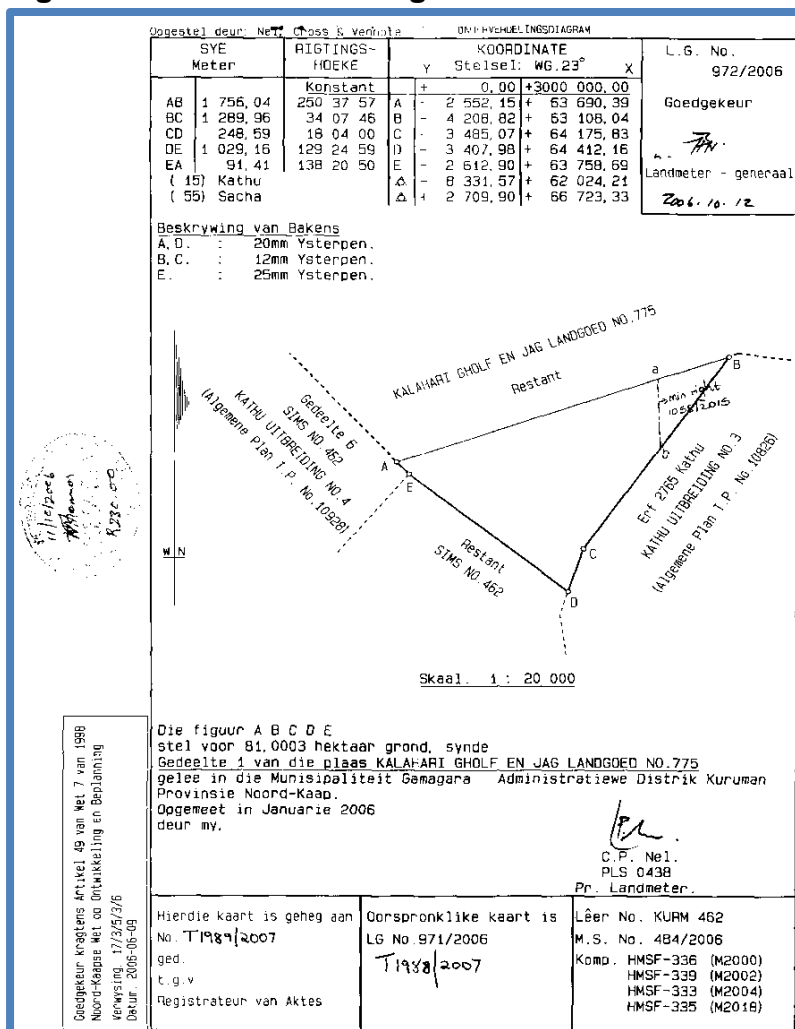 Opgestel deur: Nel, Cross & Venhole ONDERVERDELINGSDIAGRAM
SYE
Meter
RIGTINGS-
HOEKE
KOORDINATE
Y Stelsel: WG.23° X
L.G. No.
972/2006
Konstant + 0,00 +3000 000,00
AB 1 756,04 250 37 57 A - 2 552,15 + 63 690,39
BC 1 289,96 34 07 46 B - 4 208,82 + 63 108,04
CD 248,59 18 04 00 C - 3 485,07 + 64 175,83
DE 1 029,16 129 24 59 D - 3 407,98 + 64 412,16
EA 91,41 138 20 50 E - 2 612,90 + 63 758,69
( 15) Kathu △ - 8 331,57 + 62 024,21
( 55) Sacha △ + 2 709,90 + 66 723,33
Goedgekeur
Landmeter - generaal
2006.10.12
Beskrywing van Bakens
A,D. : 20mm Ysterpen.
B,C. : 12mm Ysterpen.
E. : 25mm Ysterpen.
KALAHARI GHOLF EN JAG LANDGOED NO.775
Restant
a
B
min right
1058/2015
Gedeelte 6
SIMS NO.462
KATHU UITBREIDING NO.4
(Algemene Plan T.P. No.10928)
A
E
Erf 2765 Kathu
KATHU UITBREIDING NO.3
(Algemene Plan T.P. No.10826)
Restant
SIMS NO.462
C
D
W N
11/10/2006
R230.00
Skaal. 1 : 20 000
Die figuur A B C D E
stel voor 81,0003 hektaar grond, synde
Gedeelte 1 van die plaas KALAHARI GHOLF EN JAG LANDGOED NO.775
gelee in die Munisipaliteit Gamagara Administratiewe Distrik Kuruman
Provinsie Noord-Kaap.
Opgemeet in Januarie 2006
deur my.
C.P. Nel.
PLS 0438
Pr. Landmeter.
Goedgekeur kragtens Artikel 49 van Wet 7 van 1998
Noord-Kaapse Wet op Ontwikkeling en Beplanning
Verwysing. 17/3/5/3/6
Datum. 2006-06-09
Hierdie kaart is geheg aan
No. T1989/2007
ged.
t.g.v
Registrateur van Aktes
Oorspronklike kaart is
LG No.971/2006
T1988/2007
Lêer No. KURM 462
M.S. No. 484/2006
Komp. HMSF-336 (M2000)
HMSF-339 (M2002)
HMSF-333 (M2004)
HMSF-335 (M2018)